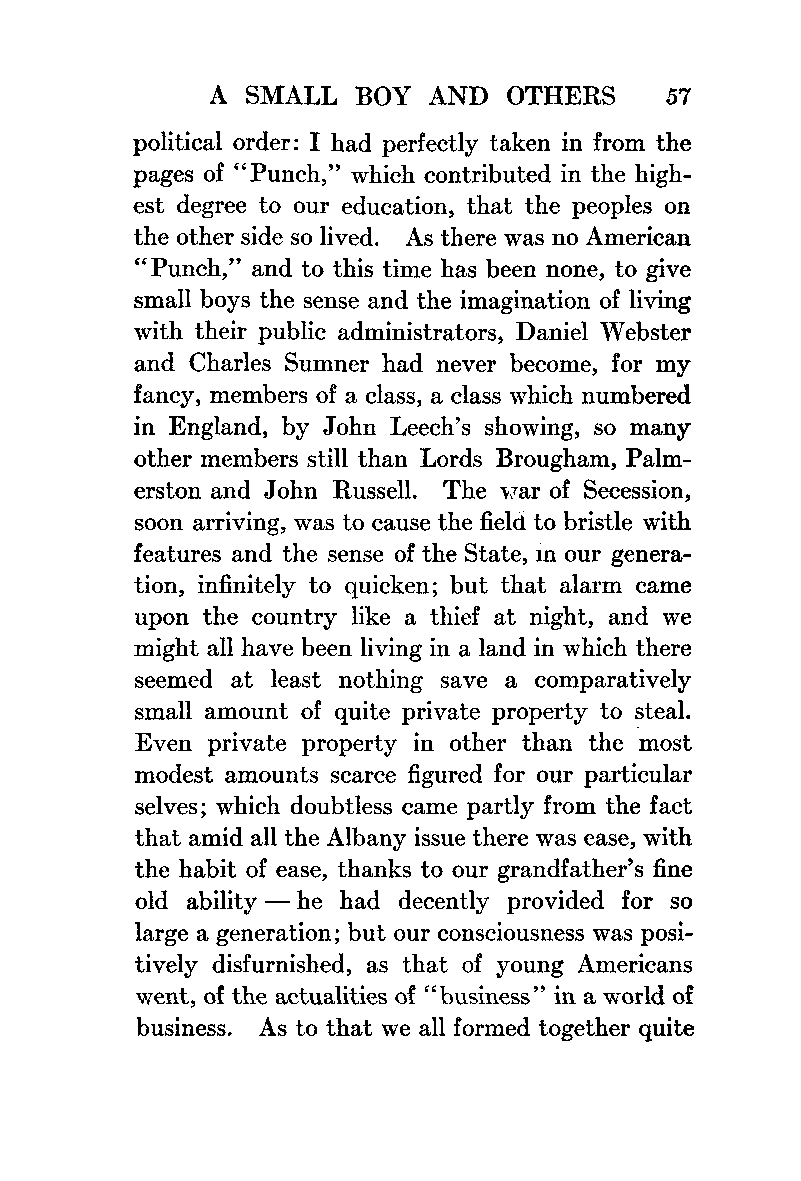 A SMALL BOY AND OTHERS 57
political order: I had perfectly taken in from the
pages of “Punch,” which contributed in the high-
est degree to our education, that the peoples on
the other side so lived. As there was no American
“Punch,” and to this time has been none, to give
small boys the sense and the imagination of living
with their public administrators, Daniel Webster
and Charles Sumner had never become, for my
fancy, members of a class, a class which numbered
in England, by John Leech’s showing, so many
other members still than Lords Brougham, Palm-
erston and John Russell. The war of Secession,
soon arriving, was to cause the field to bristle with
features and the sense of the State, in our genera-
tion, infinitely to quicken; but that alarm came
upon the country like a thief at night, and we
might all have been living in a land in which there
seemed at least nothing save a comparatively
small amount of quite private property to steal.
Even private property in other than the most
modest amounts scarce figured for our particular
selves; which doubtless came partly from the fact
that amid all the Albany issue there was ease, with
the habit of ease, thanks to our grandfather’s fine
old ability — he had decently provided for so
large a generation; but our consciousness was posi-
tively disfurnished, as that of young Americans
went, of the actualities of “business” in a world of
business. As to that we all formed together quite